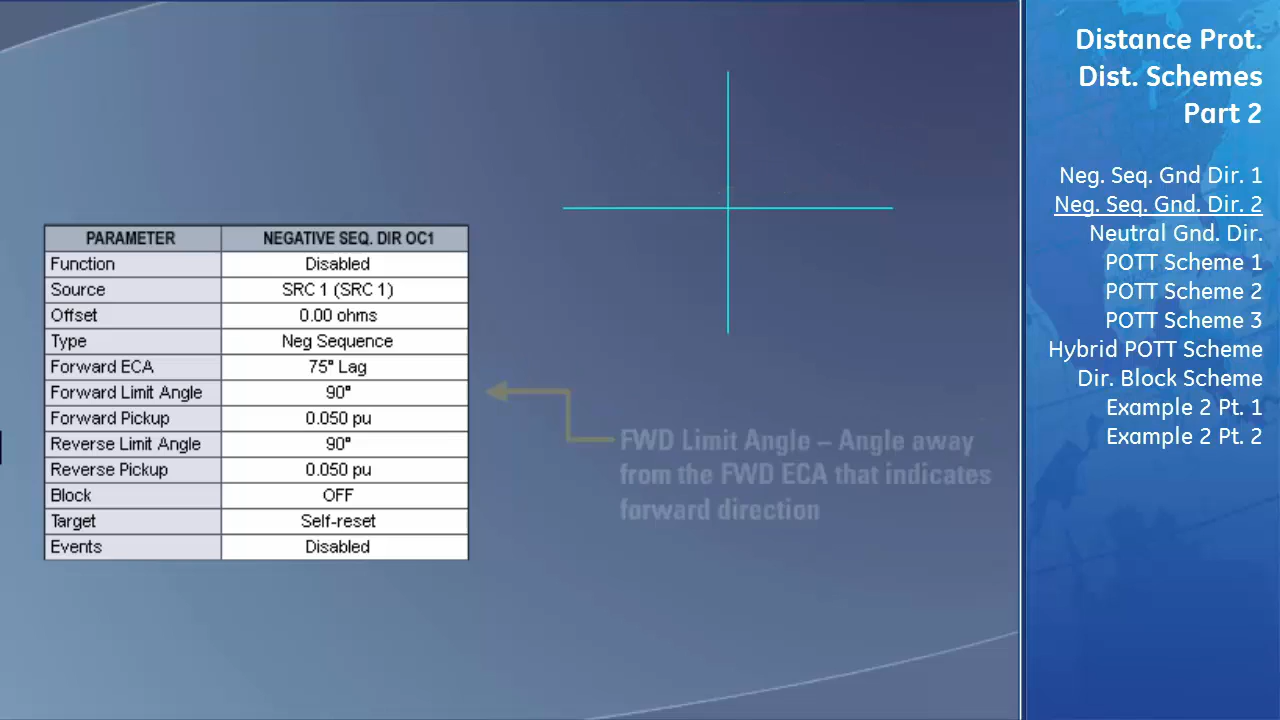 PARAMETER NEGATIVE SEQ. DIR OC1
Function Disabled
Source SRC 1 (SRC 1)
Offset 0.00 ohms
Type Neg Sequence
Forward ECA 75° Lag
Forward Limit Angle 90°
Forward Pickup 0.050 pu
Reverse Limit Angle 90°
Reverse Pickup 0.050 pu
Block OFF
Target Self-reset
Events Disabled
FWD Limit Angle – Angle away
from the FWD ECA that indicates
forward direction
Distance Prot.
Dist. Schemes
Part 2
Neg. Seq. Gnd Dir. 1
Neg. Seq. Gnd. Dir. 2
Neutral Gnd. Dir.
POTT Scheme 1
POTT Scheme 2
POTT Scheme 3
Hybrid POTT Scheme
Dir. Block Scheme
Example 2 Pt. 1
Example 2 Pt. 2